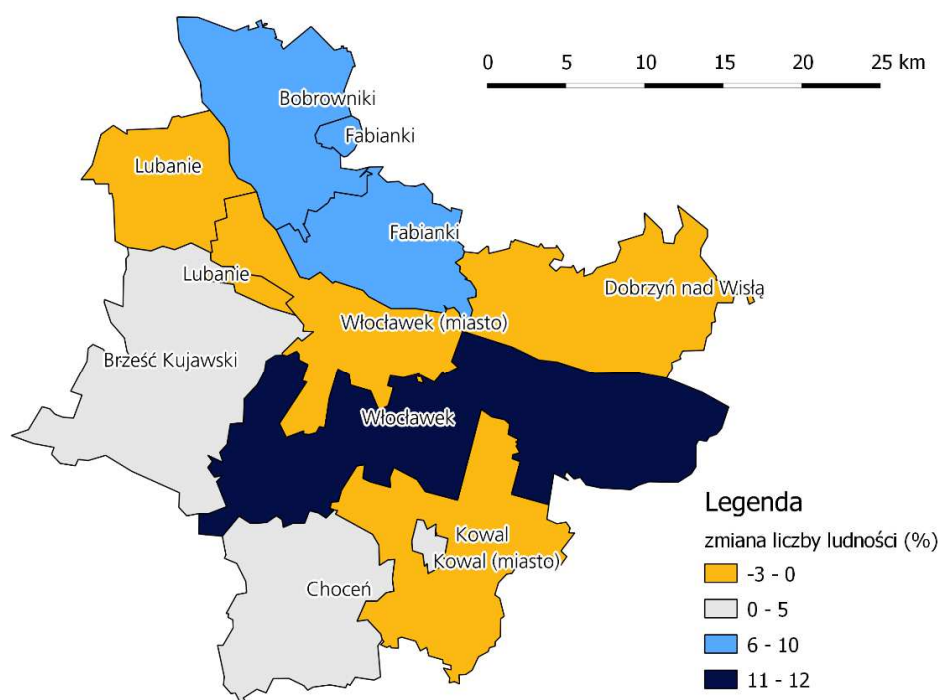 0 5 10 15 20 25 km
Bobrowniki
Fabianki
Lubanie
Fabianki
Lubanie
Dobrzyń nad Wisłą
Włocławek (miasto)
Brześć Kujawski
Włocławek
Kowal
Kowal (miasto)
Choceń
Legenda
zmiana liczby ludności (%)
-3 - 0
0 - 5
6 - 10
11 - 12